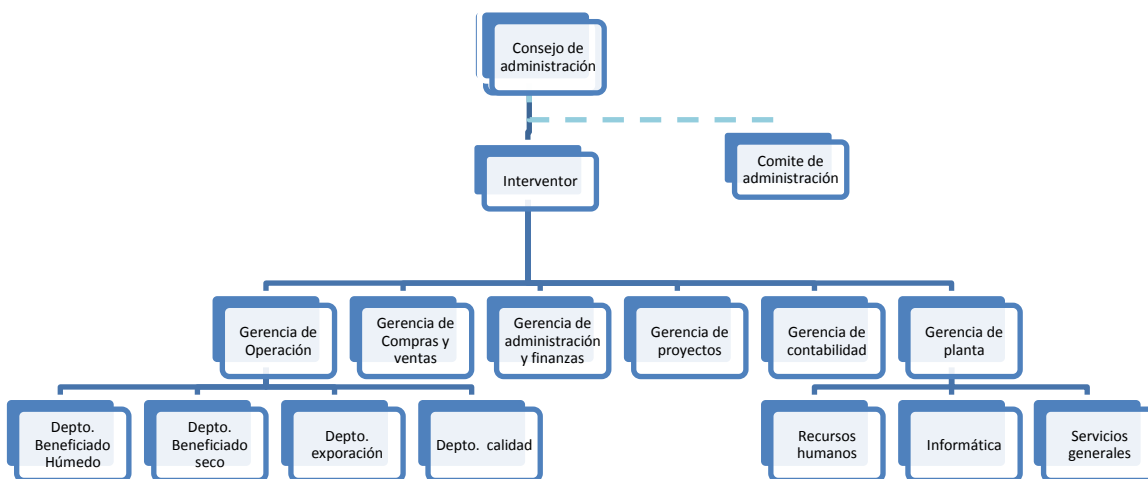 Consejo de
administración
Comite de
administración
Interventor
Gerencia de
Operación
Gerencia de
Compras y
ventas
Gerencia de
administración
y finanzas
Gerencia de
proyectos
Gerencia de
contabilidad
Gerencia de
planta
Depto.
Beneficiado
Húmedo
Depto.
Beneficiado
seco
Depto.
exporación
Depto. calidad
Recursos
humanos
Informática
Servicios
generales